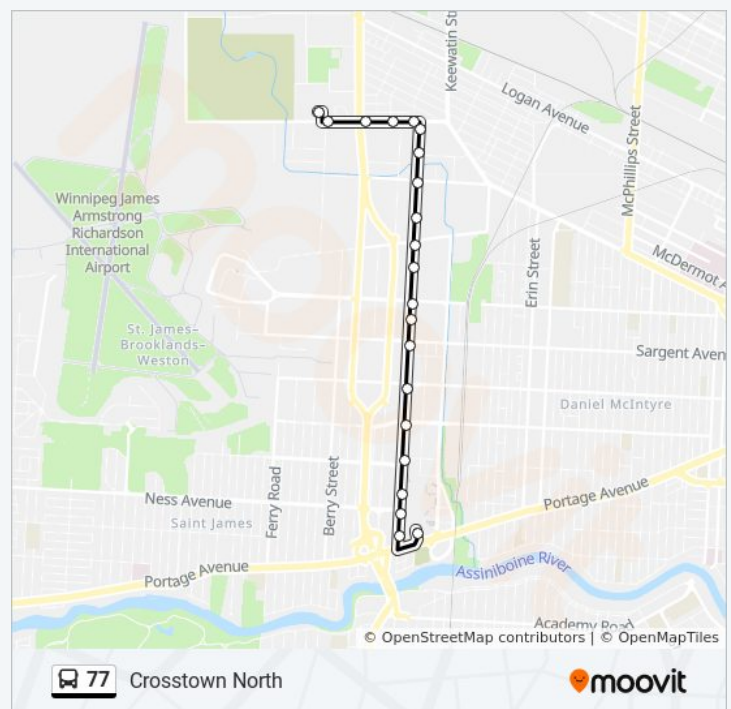 Keewatin St
Logan Avenue
McPhillips Street
Winnipeg James
Armstrong
Richardson
International
Airport
McDermot A
Erin Street
St. James–
Brooklands–
Weston
Sargent Aven
Daniel McIntyre
Ness Avenue
Saint James
Ferry Road
Berry Street
Portage Avenue
Portage Avenue
Assiniboine River
Academy Road
© OpenStreetMap contributors | © OpenMapTiles
77 Crosstown North
moovit